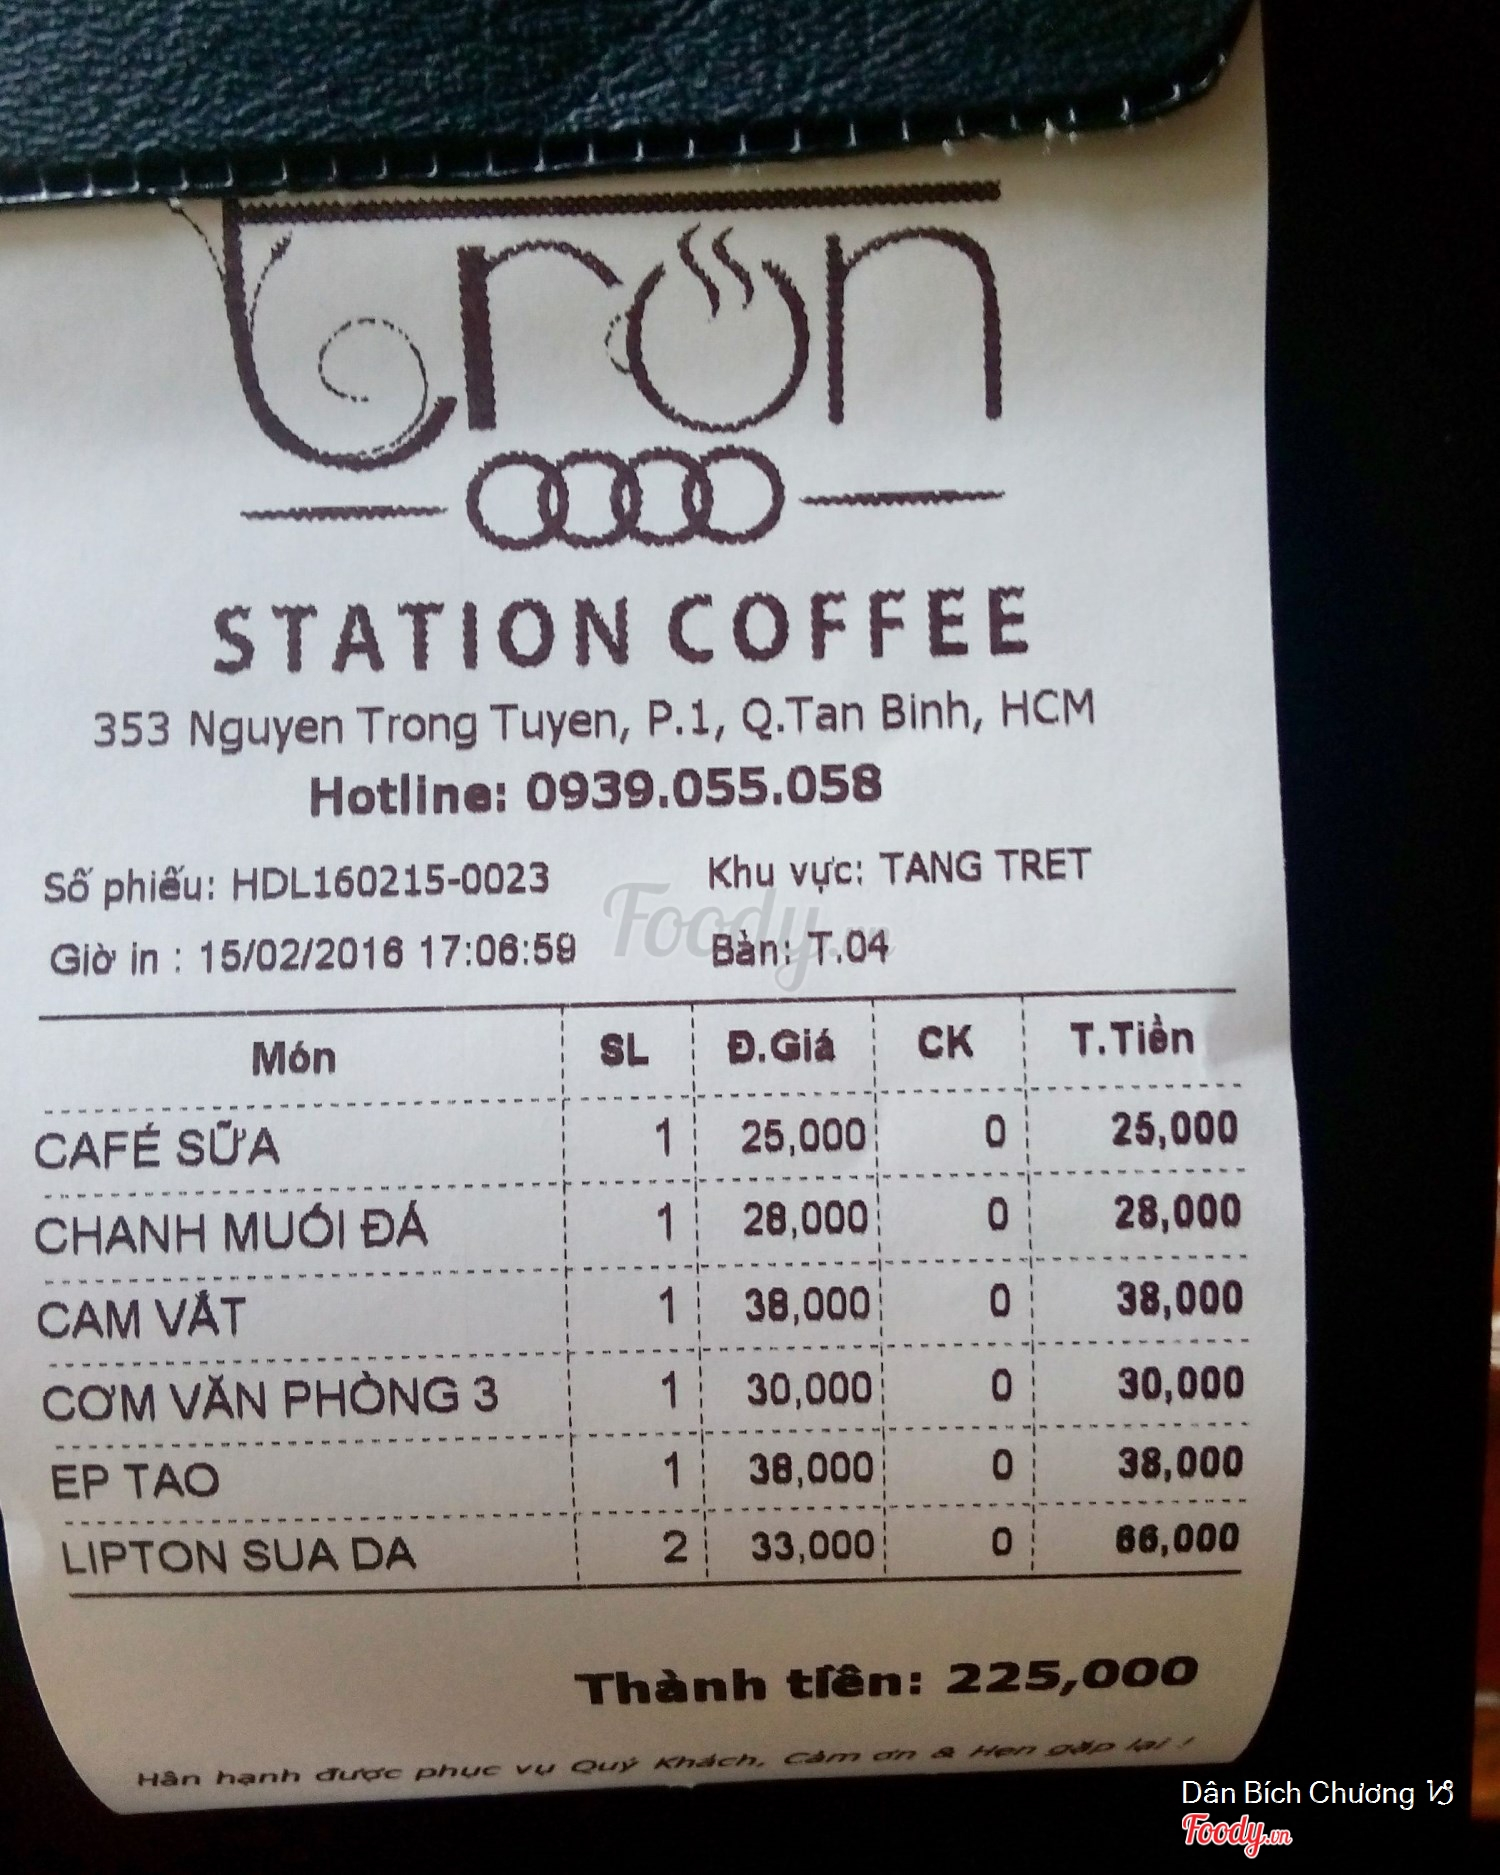 tron
STATION COFFEE
353 Nguyen Trong Tuyen, P.1, Q.Tan Binh, HCM
Hotline: 0939.055.058
Số phiếu: HDL160215-0023 Khu vực: TANG TRET
Giờ in : 15/02/2016 17:06:59 Bàn: T.04
Món SL Đ.Giá CK T.Tiền
CAFÉ SỮA 1 25,000 0 25,000
CHANH MUỐI ĐÁ 1 28,000 0 28,000
CAM VẮT 1 38,000 0 38,000
CƠM VĂN PHÒNG 3 1 30,000 0 30,000
EP TAO 1 38,000 0 38,000
LIPTON SUA DA 2 33,000 0 66,000
Thành tiền: 225,000
Hân hạnh được phục vụ Quý Khách. Cảm ơn & Hẹn gặp lại !
Foody.vn
Dân Bích Chương
Foody.vn